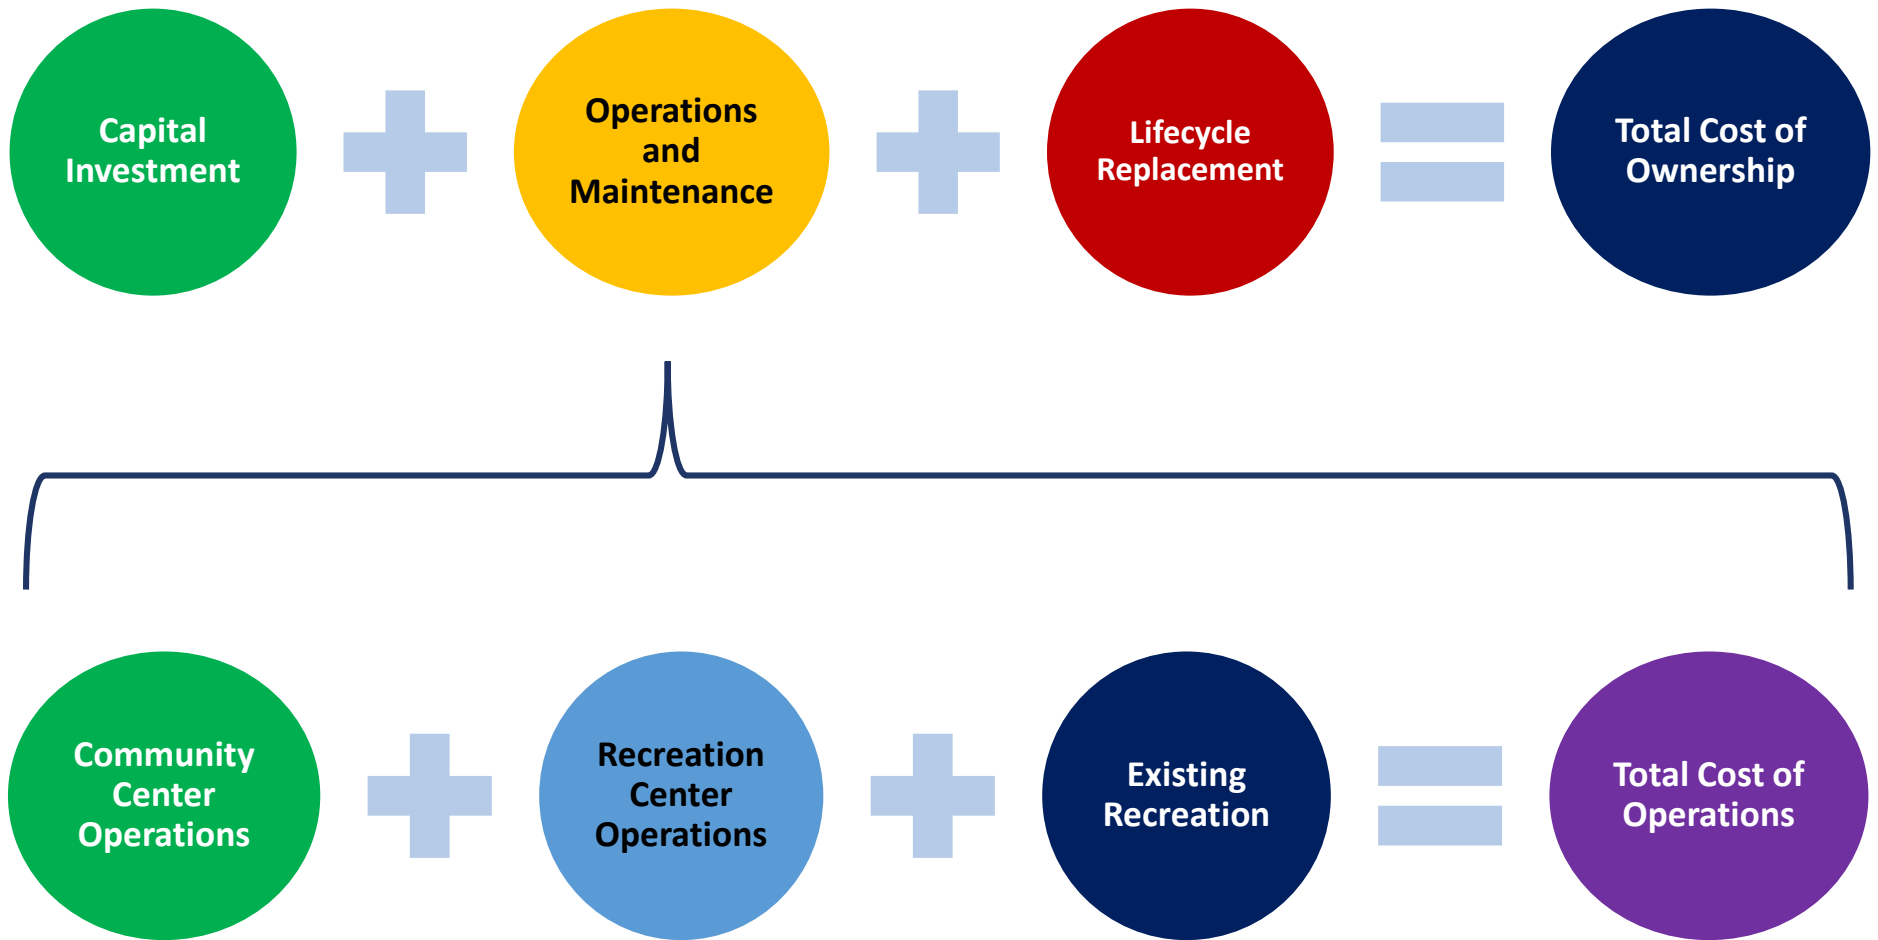 Capital
Investment
Operations
and
Maintenance
Lifecycle
Replacement
Total Cost of
Ownership
Community
Center
Operations
Recreation
Center
Operations
Existing
Recreation
Total Cost of
Operations